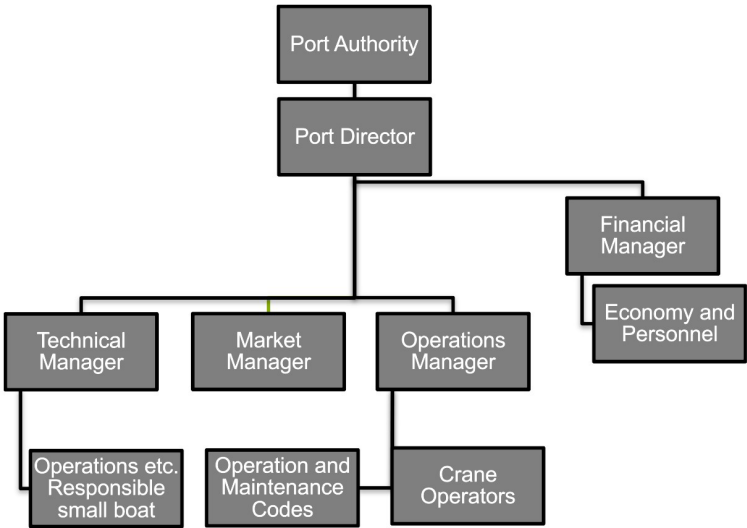 Port Authority
Port Director
Financial
Manager
Economy and
Personnel
Technical
Manager
Market
Manager
Operations
Manager
Operations etc.
Responsible
small boat
Operation and
Maintenance
Codes
Crane
Operators